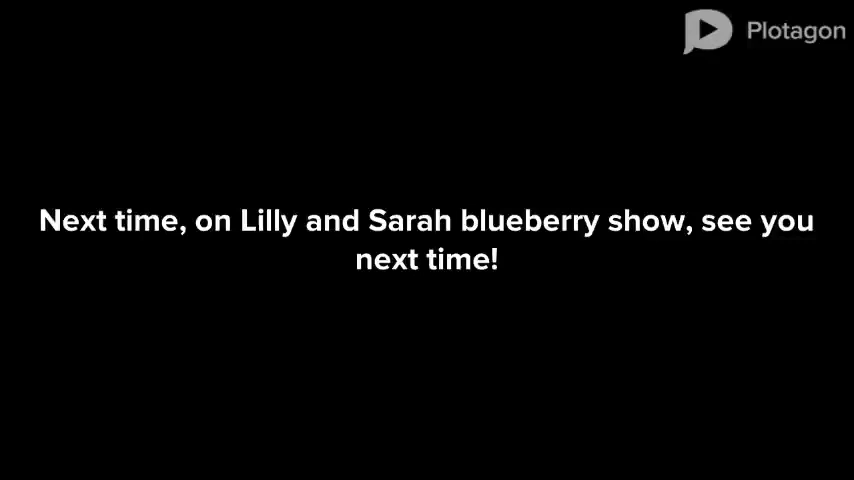 Plotagon
Next time, on Lilly and Sarah blueberry show, see you
next time!